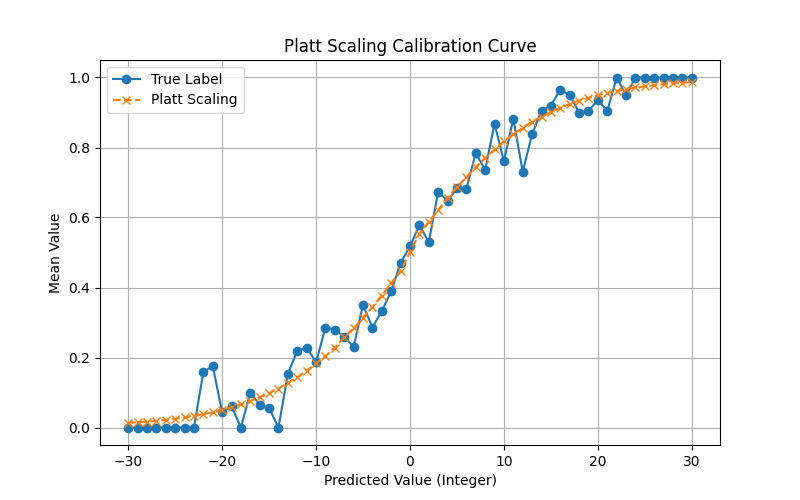 Platt Scaling Calibration Curve
True Label
Platt Scaling
Mean Value
1.0
0.8
0.6
0.4
0.2
0.0
−30 −20 −10 0 10 20 30
Predicted Value (Integer)